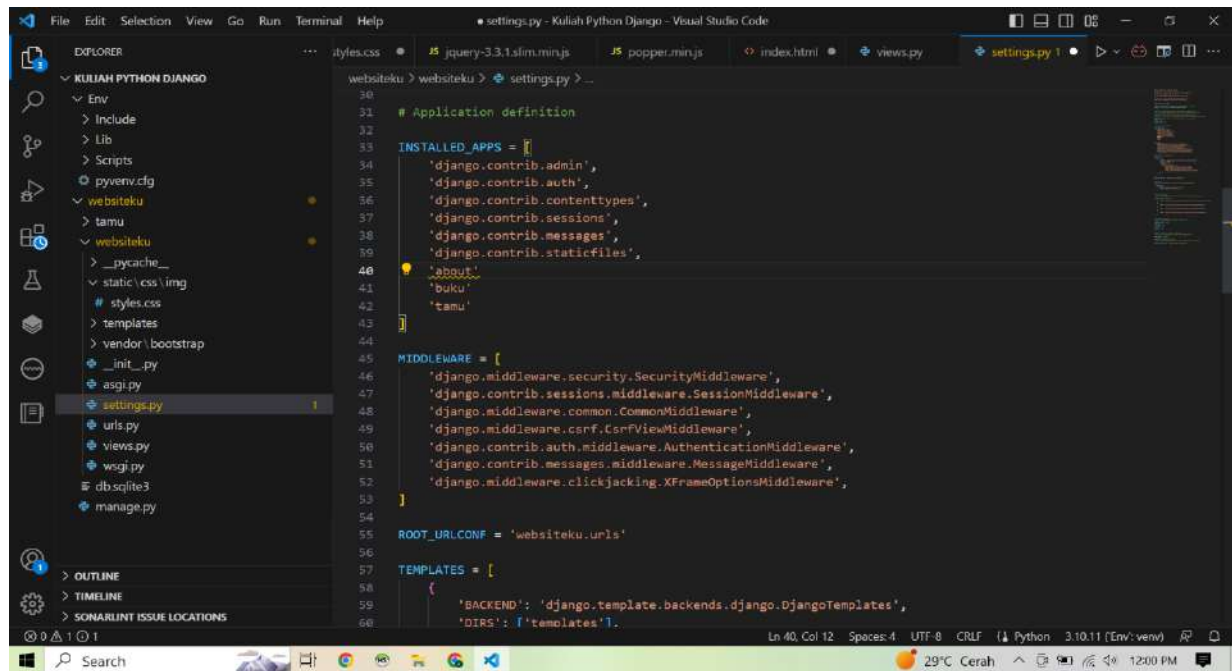 File Edit Selection View Go Run Terminal Help
● settings.py - Kuliah Python Django - Visual Studio Code
EXPLORER
styles.css
JS jquery-3.3.1.slim.min.js
JS popper.min.js
index.html
views.py
settings.py 1
KULIAH PYTHON DJANGO
Env
Include
Lib
Scripts
pyvenv.cfg
websiteku
tamu
websiteku
__pycache__
static\css\img
# styles.css
templates
vendor\bootstrap
__init__.py
asgi.py
settings.py 1
urls.py
views.py
wsgi.py
db.sqlite3
manage.py
OUTLINE
TIMELINE
SONARLINT ISSUE LOCATIONS
websiteku > websiteku > settings.py > ...
30
31 # Application definition
32
33 INSTALLED_APPS = [
34 'django.contrib.admin',
35 'django.contrib.auth',
36 'django.contrib.contenttypes',
37 'django.contrib.sessions',
38 'django.contrib.messages',
39 'django.contrib.staticfiles',
40 'about'
41 'buku'
42 'tamu'
43 ]
44
45 MIDDLEWARE = [
46 'django.middleware.security.SecurityMiddleware',
47 'django.contrib.sessions.middleware.SessionMiddleware',
48 'django.middleware.common.CommonMiddleware',
49 'django.middleware.csrf.CsrfViewMiddleware',
50 'django.contrib.auth.middleware.AuthenticationMiddleware',
51 'django.contrib.messages.middleware.MessageMiddleware',
52 'django.middleware.clickjacking.XFrameOptionsMiddleware',
53 ]
54
55 ROOT_URLCONF = 'websiteku.urls'
56
57 TEMPLATES = [
58 {
59 'BACKEND': 'django.template.backends.django.DjangoTemplates',
60 'DIRS': ['templates'],
0 1 1
Ln 40, Col 12 Spaces: 4 UTF-8 CRLF Python 3.10.11 ('Env': venv)
Search
29°C Cerah
12:00 PM